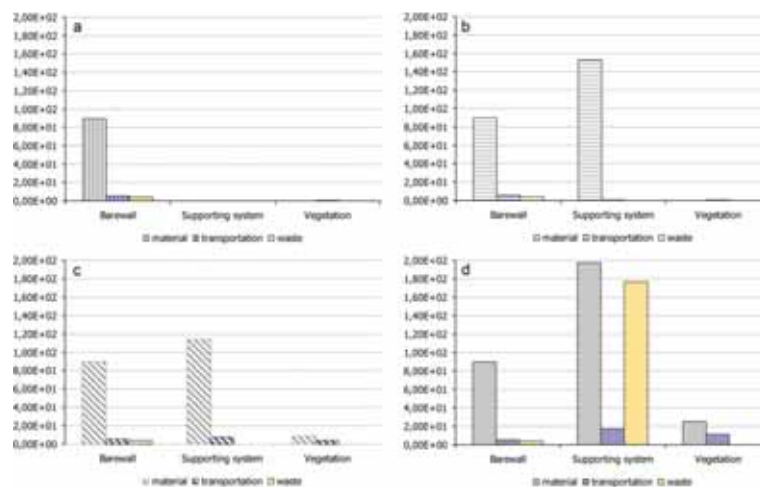 a
2,00E+02
1,80E+02
1,60E+02
1,40E+02
1,20E+02
1,00E+02
8,00E+01
6,00E+01
4,00E+01
2,00E+01
0,00E+00
Barewall Supporting system Vegetation
material transportation waste
b
2,00E+02
1,80E+02
1,60E+02
1,40E+02
1,20E+02
1,00E+02
8,00E+01
6,00E+01
4,00E+01
2,00E+01
0,00E+00
Barewall Supporting system Vegetation
material transportation waste
c
2,00E+02
1,80E+02
1,60E+02
1,40E+02
1,20E+02
1,00E+02
8,00E+01
6,00E+01
4,00E+01
2,00E+01
0,00E+00
Barewall Supporting system Vegetation
material transportation waste
d
2,00E+02
1,80E+02
1,60E+02
1,40E+02
1,20E+02
1,00E+02
8,00E+01
6,00E+01
4,00E+01
2,00E+01
0,00E+00
Barewall Supporting system Vegetation
material transportation waste